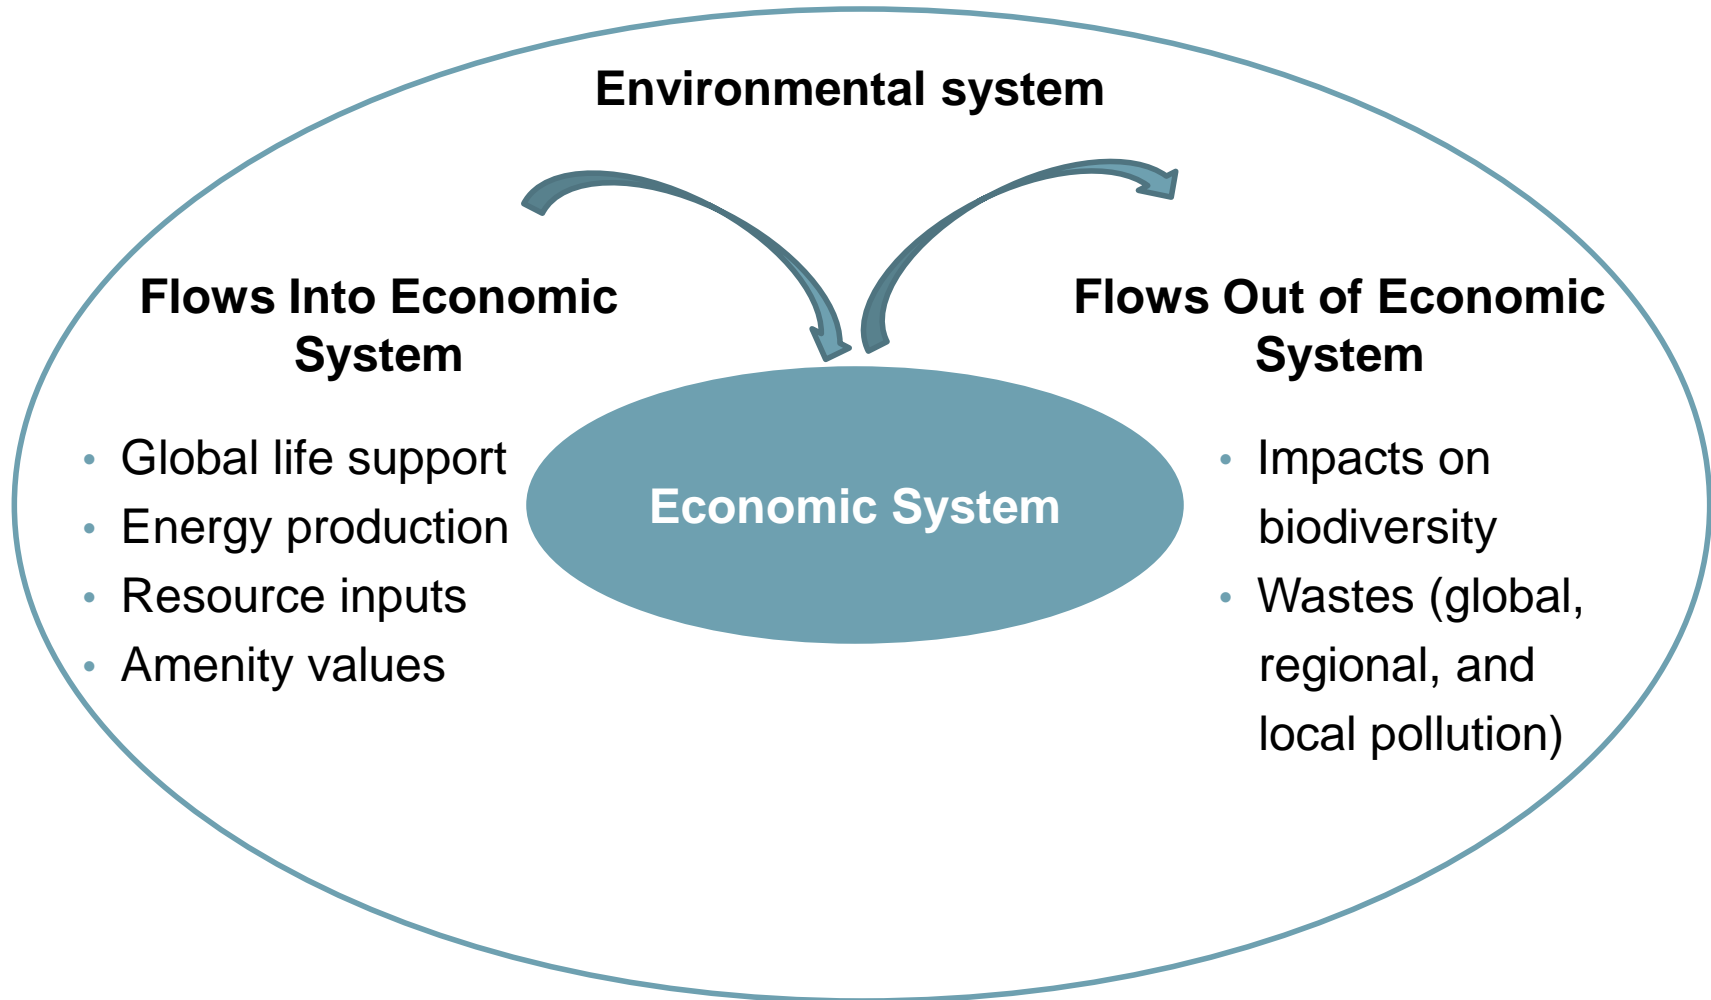 Environmental system
Flows Into Economic
System
• Global life support
• Energy production
• Resource inputs
• Amenity values
Economic System
Flows Out of Economic
System
• Impacts on
biodiversity
• Wastes (global,
regional, and
local pollution)